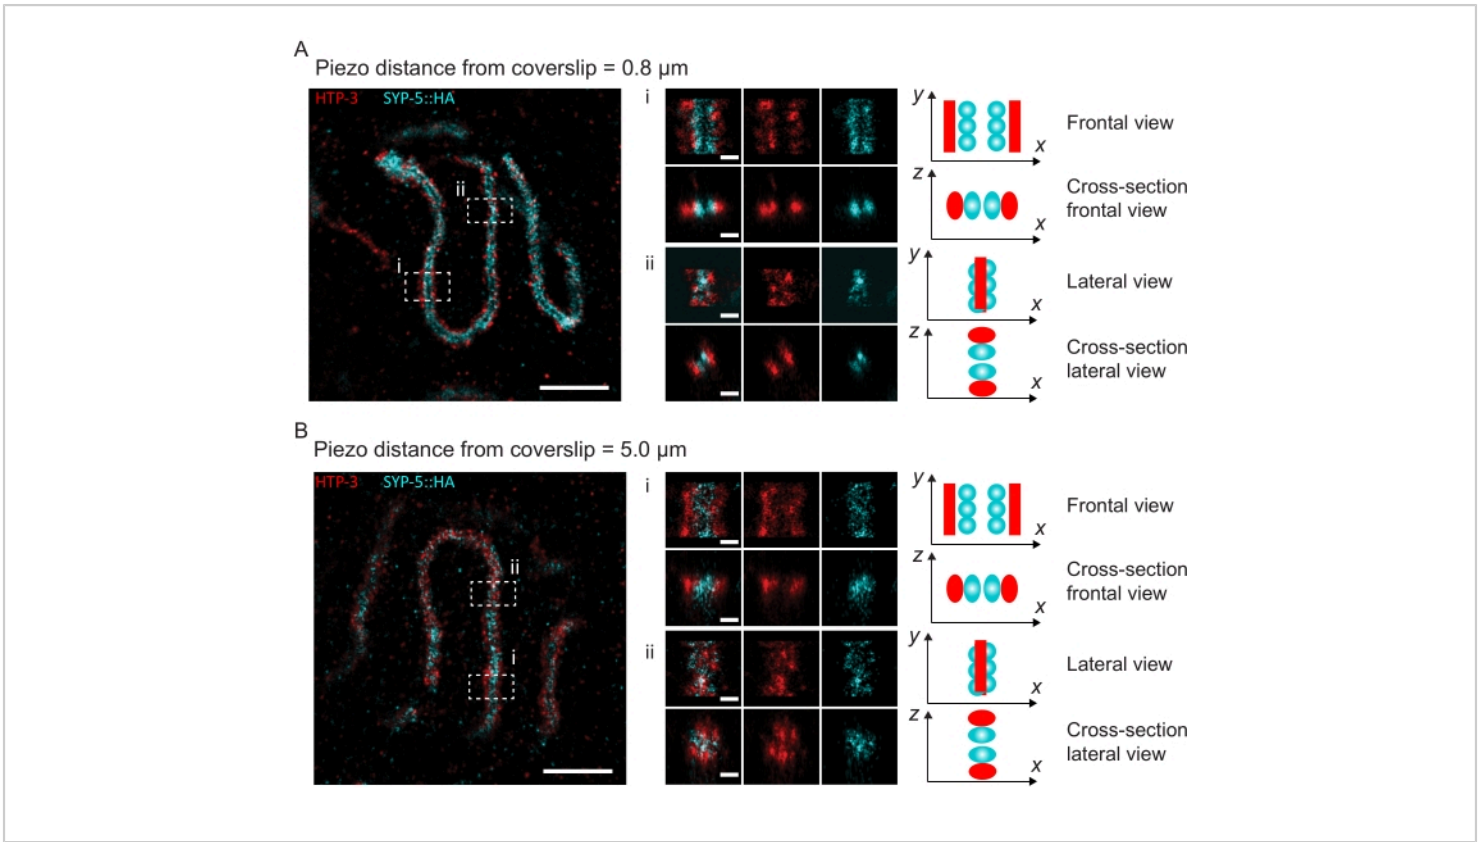 A
Piezo distance from coverslip = 0.8 µm
HTP-3 SYP-5::HA
ii
i
i
y
x
Frontal view
z
x
Cross-section
frontal view
ii
y
x
Lateral view
z
x
Cross-section
lateral view
B
Piezo distance from coverslip = 5.0 µm
HTP-3 SYP-5::HA
ii
i
i
y
x
Frontal view
z
x
Cross-section
frontal view
ii
y
x
Lateral view
z
x
Cross-section
lateral view